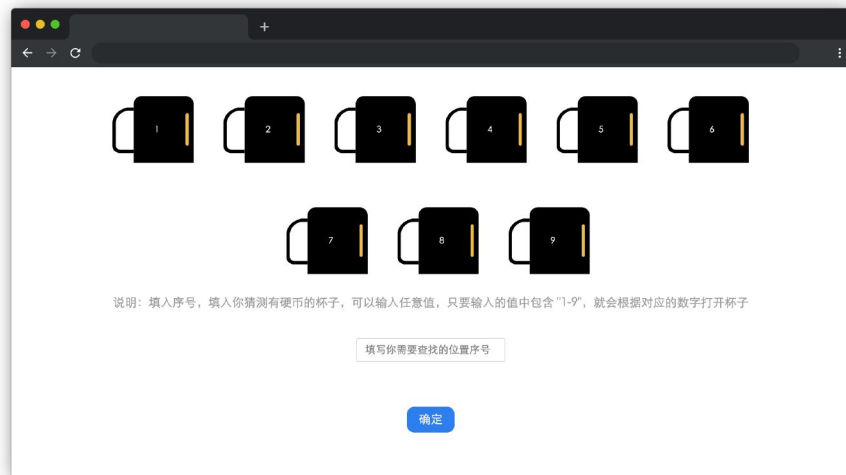 1 2 3 4 5 6
7 8 9
说明：填入序号，填入你猜测有硬币的杯子，可以输入任意值，只要输入的值中包含 "1-9"，就会根据对应的数字打开杯子
填写你需要查找的位置序号
确定